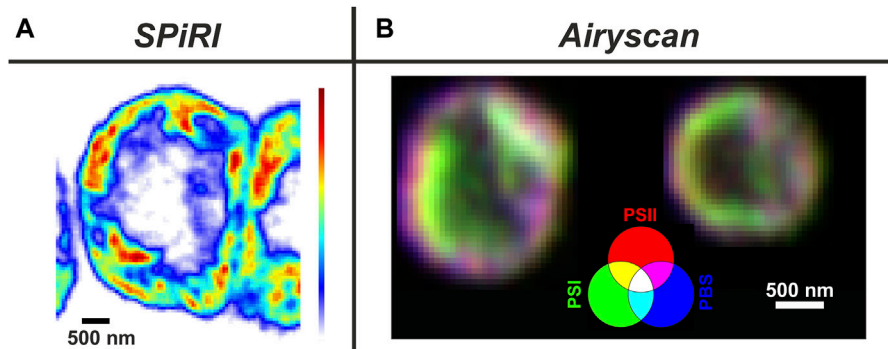 A
SPiRI
B
Airyscan
500 nm
PSII
PSI
PBS
500 nm